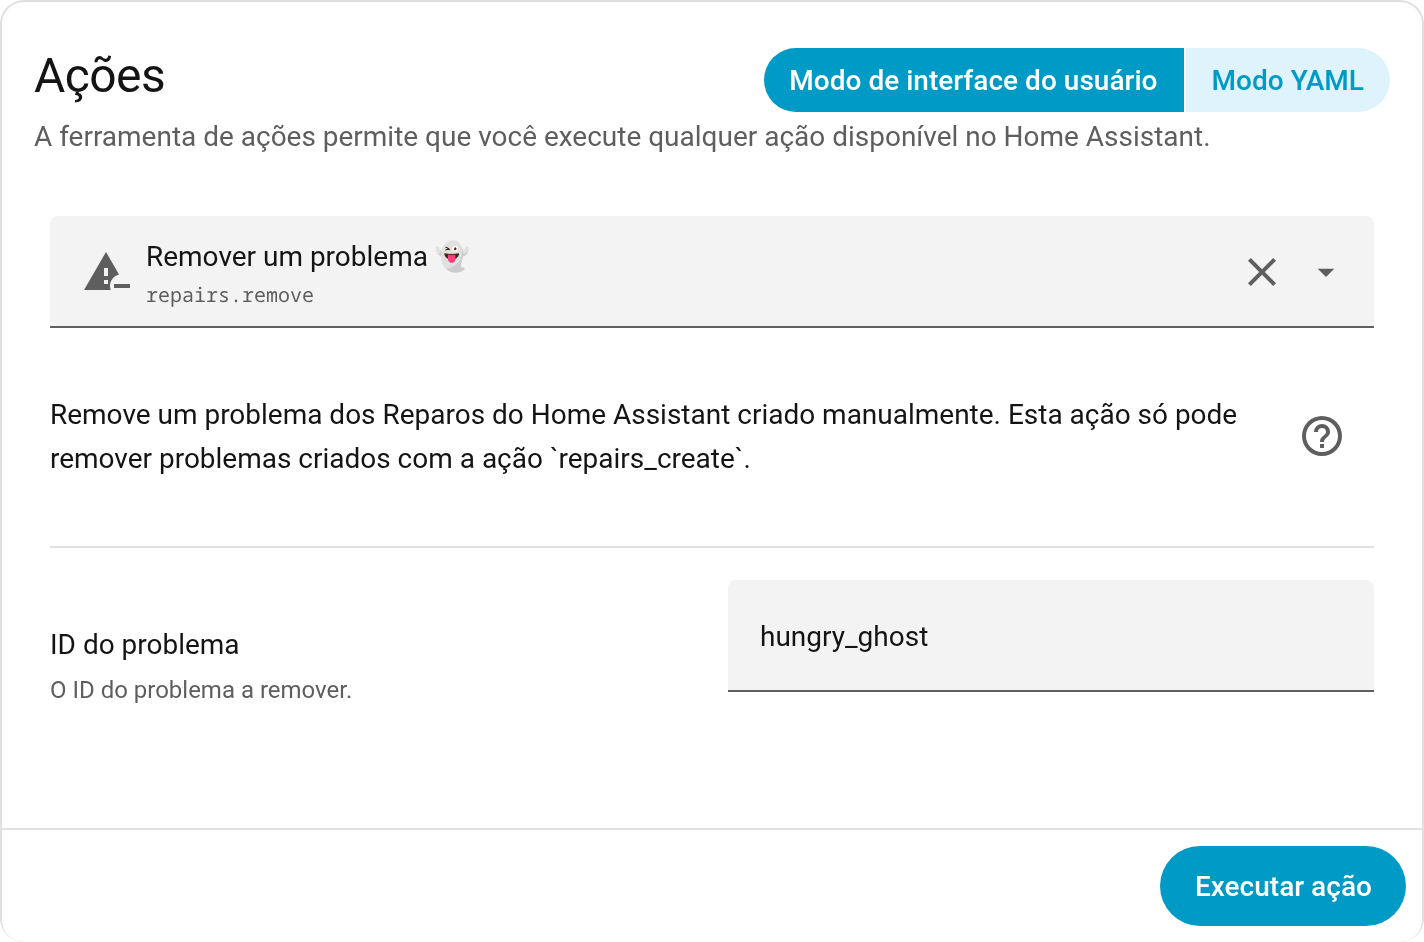 Ações
Modo de interface do usuário
Modo YAML
A ferramenta de ações permite que você execute qualquer ação disponível no Home Assistant.
Remover um problema 👻
repairs.remove
Remove um problema dos Reparos do Home Assistant criado manualmente. Esta ação só pode
remover problemas criados com a ação `repairs_create`.
ID do problema
O ID do problema a remover.
hungry_ghost
Executar ação